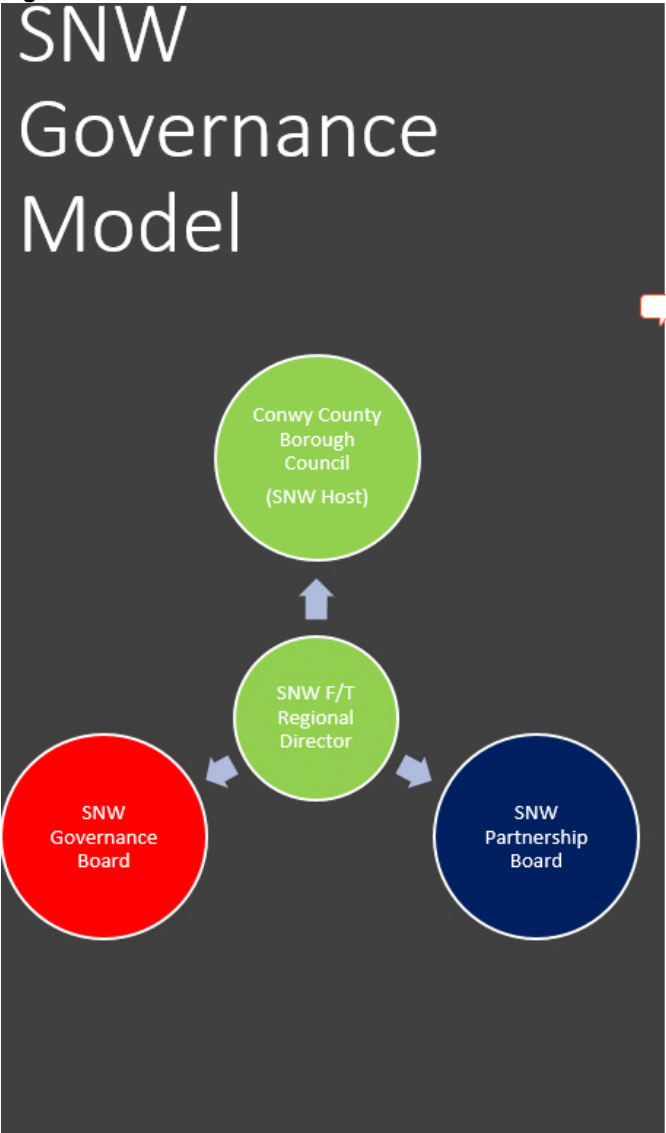 SNW
Governance
Model
Conwy County
Borough
Council
(SNW Host)
SNW F/T
Regional
Director
SNW
Governance
Board
SNW
Partnership
Board